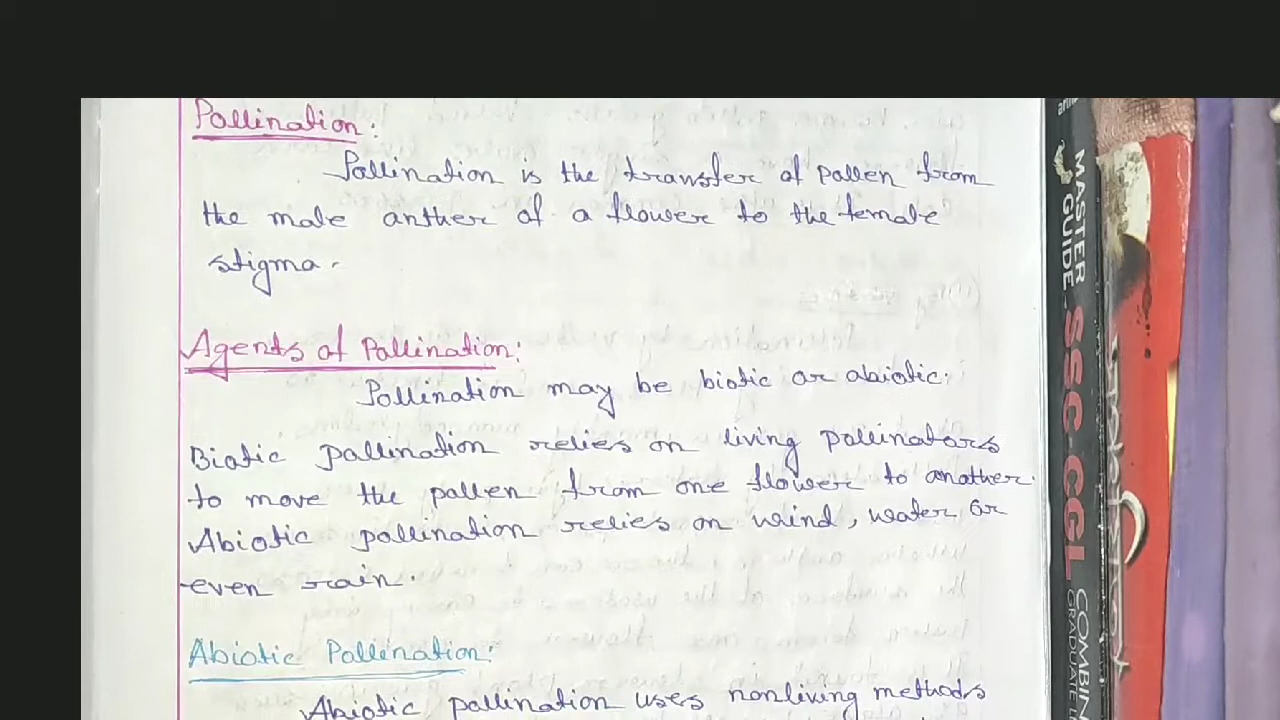 Pollination:
Pollination is the transfer of pollen from
the male anther of a flower to the female
stigma.
Agents of Pollination:
Pollination may be biotic or abiotic.
Biotic pollination relies on living pollinators
to move the pollen from one flower to another.
Abiotic pollination relies on wind, water or
even rain.
Abiotic Pollination:
Abiotic pollination uses nonliving methods
MASTER
GUIDE
SSC-CGL
COMBIN
GRADUATE